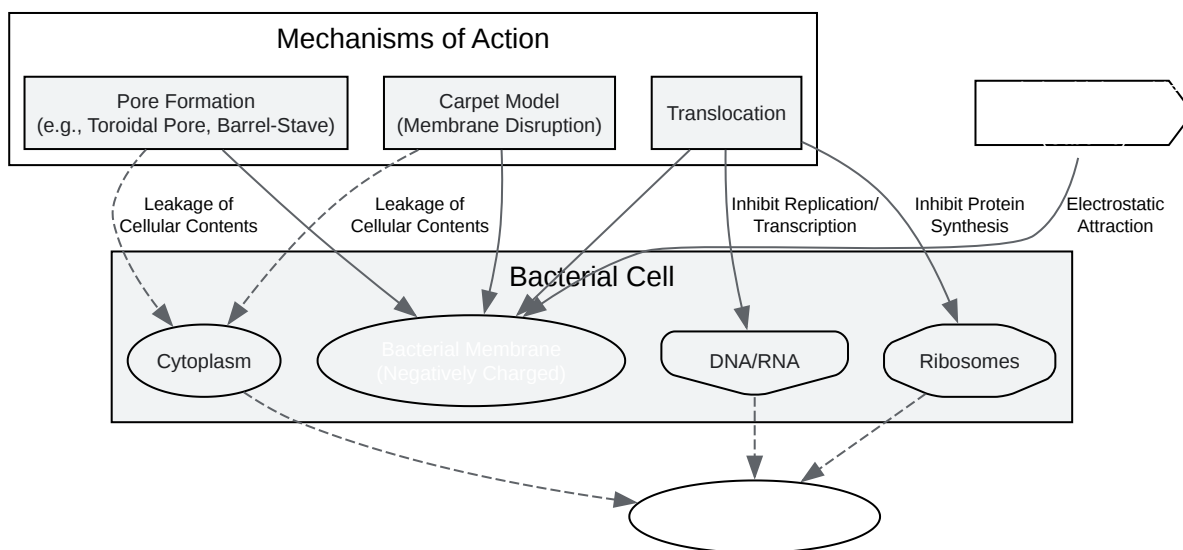 Mechanisms of Action
Pore Formation
(e.g., Toroidal Pore, Barrel-Stave)
Carpet Model
(Membrane Disruption)
Translocation
Leakage of
Cellular Contents
Leakage of
Cellular Contents
Inhibit Replication/
Transcription
Inhibit Protein
Synthesis
Electrostatic
Attraction
Bacterial Cell
Cytoplasm
Bacterial Membrane
(Negatively Charged)
DNA/RNA
Ribosomes